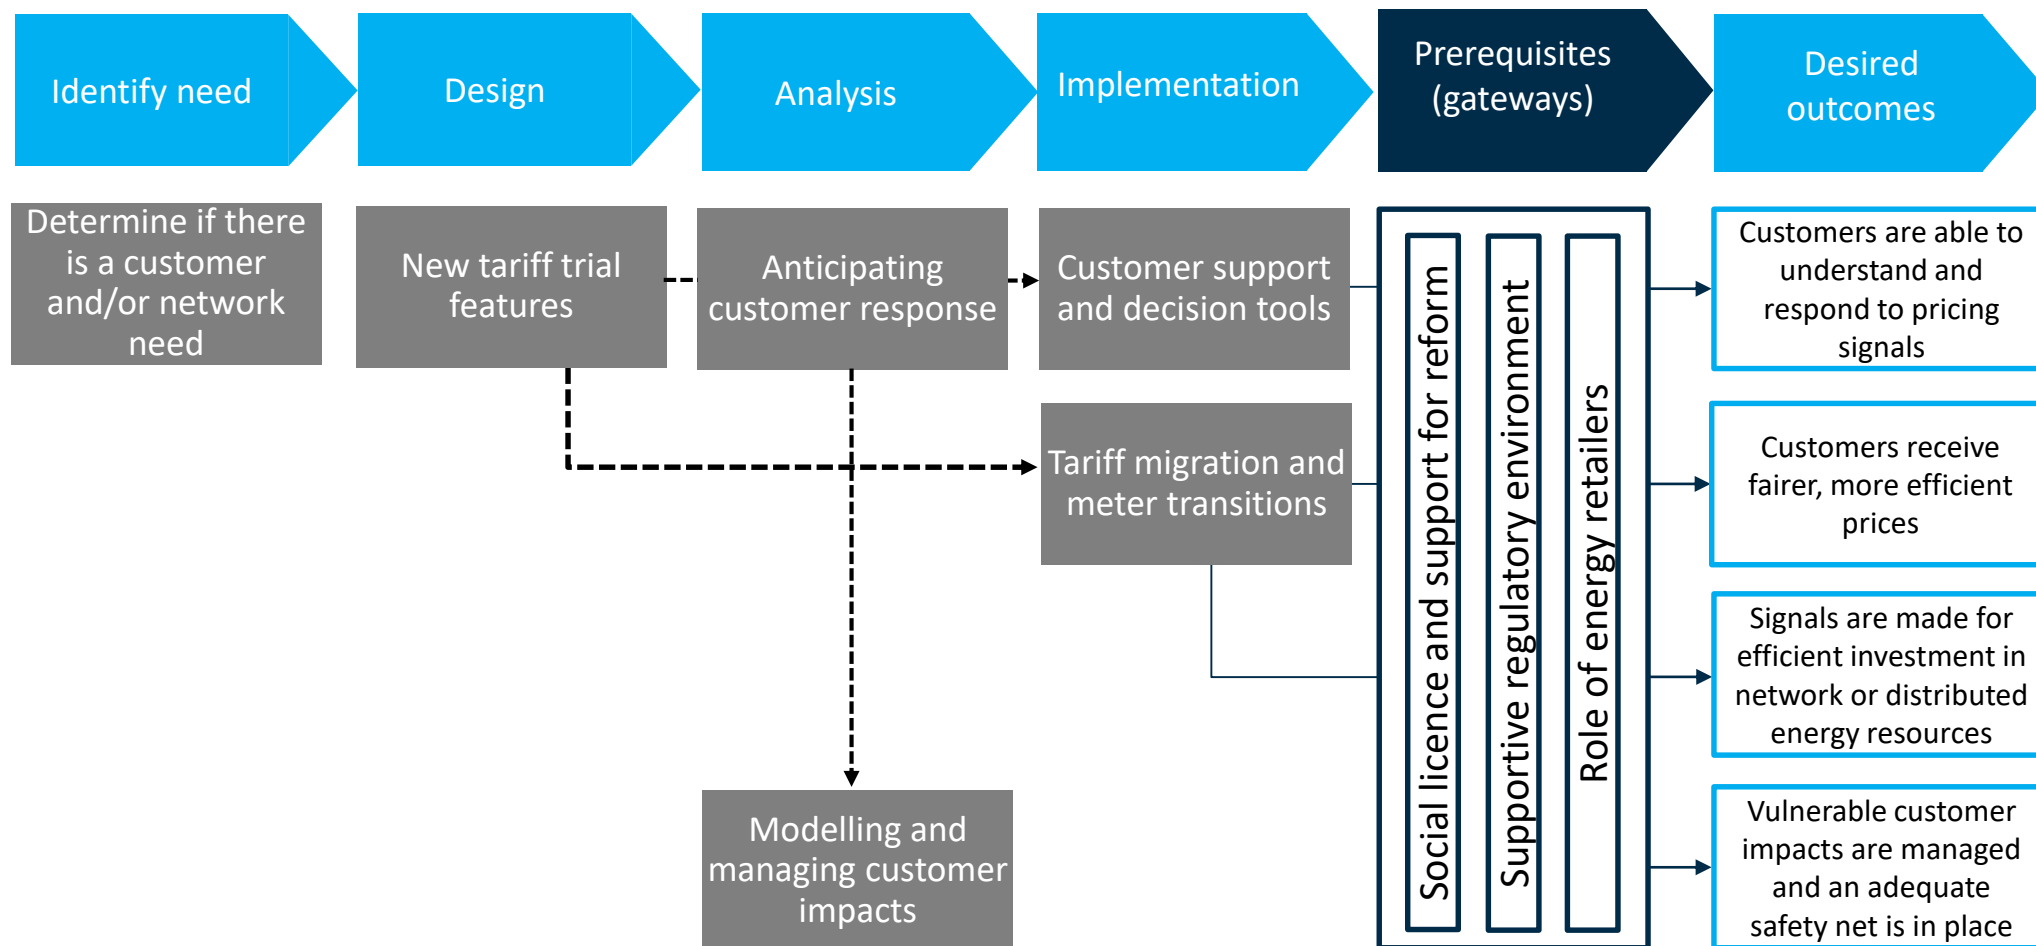 Identify need
Design
Analysis
Implementation
Prerequisites
(gateways)
Desired
outcomes
Determine if there
is a customer
and/or network
need
New tariff trial
features
Anticipating
customer response
Customer support
and decision tools
Tariff migration and
meter transitions
Modelling and
managing customer
impacts
Social licence and support for reform
Supportive regulatory environment
Role of energy retailers
Customers are able to
understand and
respond to pricing
signals
Customers receive
fairer, more efficient
prices
Signals are made for
efficient investment in
network or distributed
energy resources
Vulnerable customer
impacts are managed
and an adequate
safety net is in place